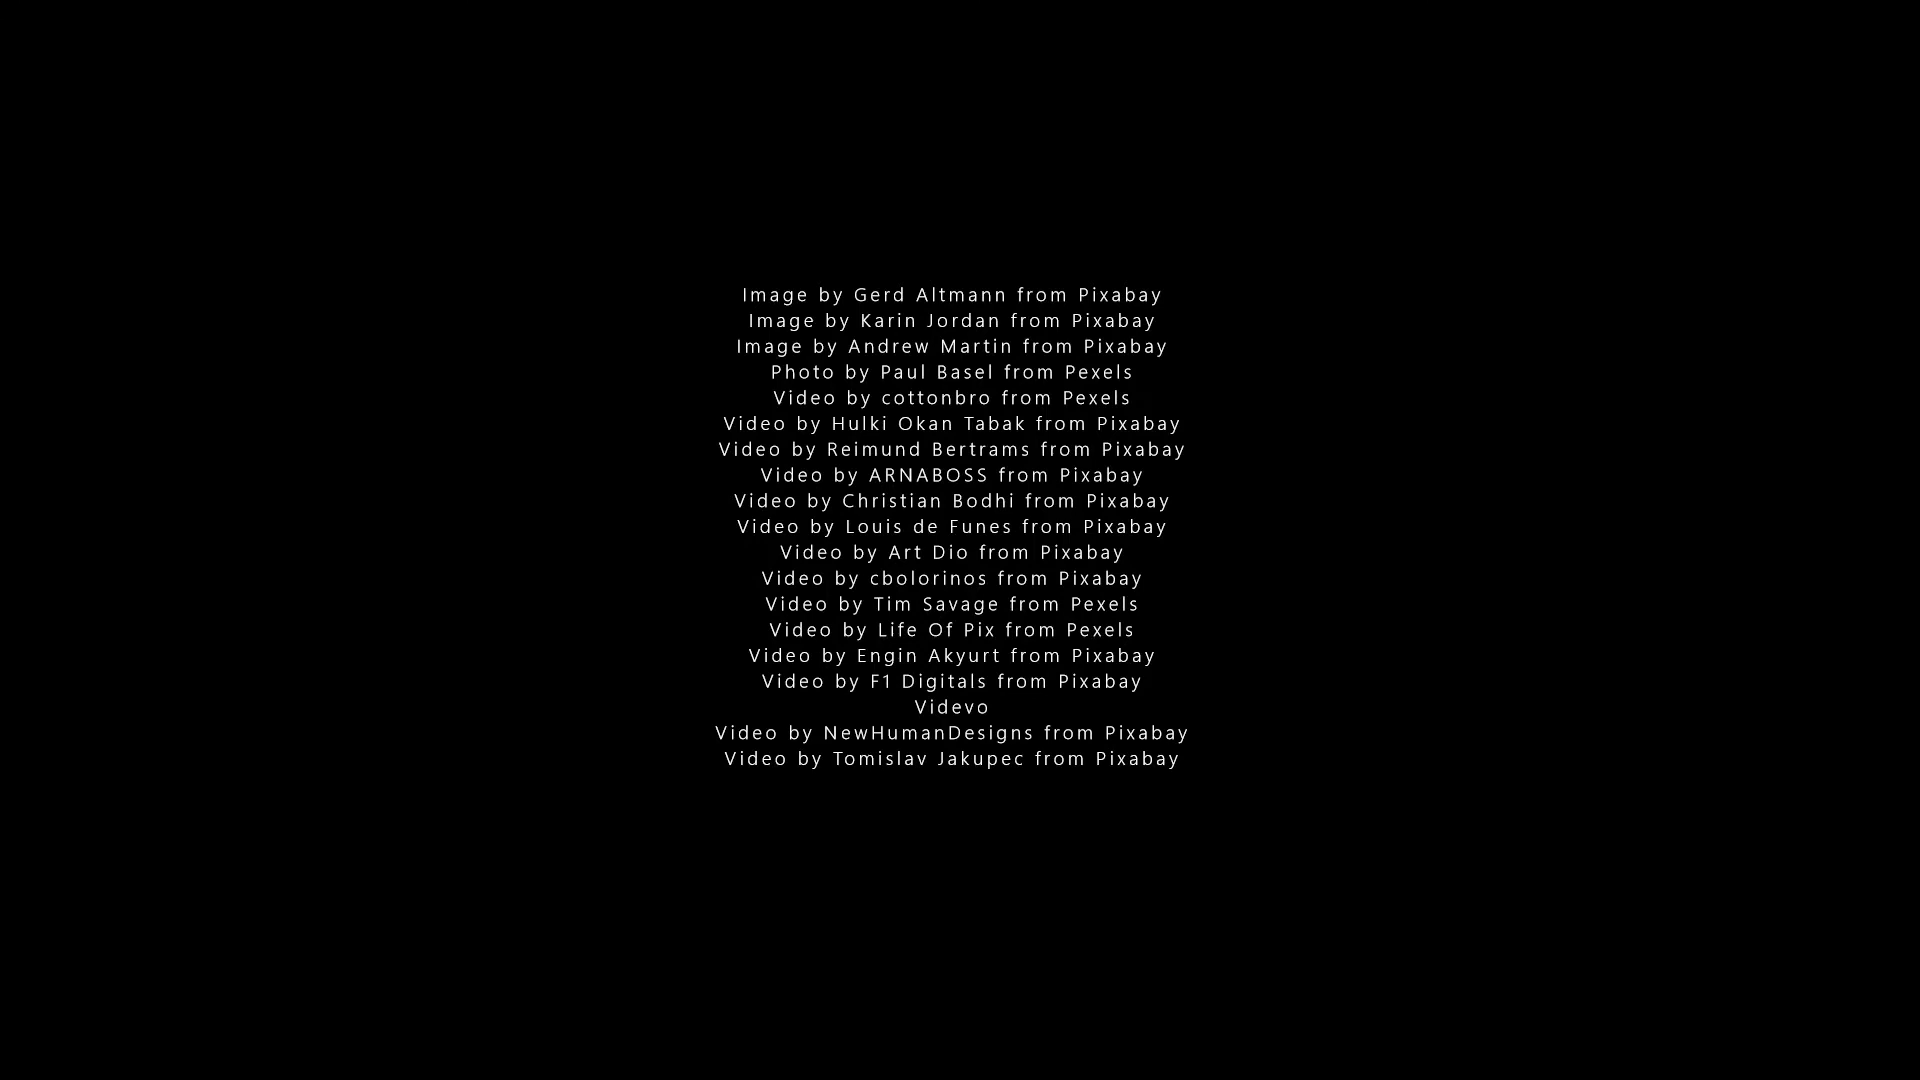 Image by Gerd Altmann from Pixabay
Image by Karin Jordan from Pixabay
Image by Andrew Martin from Pixabay
Photo by Paul Basel from Pexels
Video by cottonbro from Pexels
Video by Hulki Okan Tabak from Pixabay
Video by Reimund Bertrams from Pixabay
Video by ARNABOSS from Pixabay
Video by Christian Bodhi from Pixabay
Video by Louis de Funes from Pixabay
Video by Art Dio from Pixabay
Video by cbolorinos from Pixabay
Video by Tim Savage from Pexels
Video by Life Of Pix from Pexels
Video by Engin Akyurt from Pixabay
Video by F1 Digitals from Pixabay
Videvo
Video by NewHumanDesigns from Pixabay
Video by Tomislav Jakupec from Pixabay